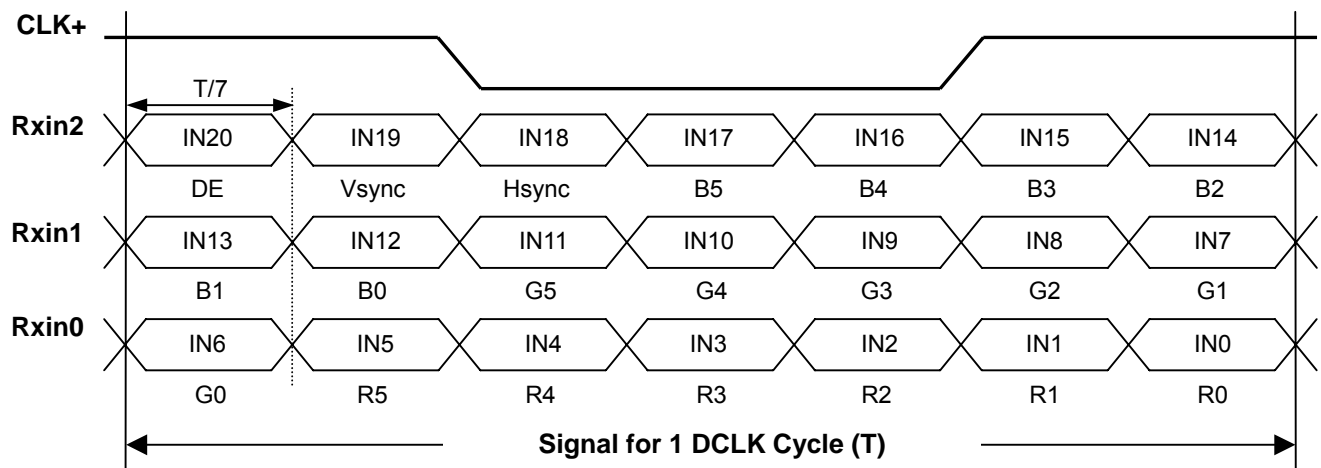 CLK+
T/7
Rxin2 IN20 IN19 IN18 IN17 IN16 IN15 IN14
DE Vsync Hsync B5 B4 B3 B2
Rxin1 IN13 IN12 IN11 IN10 IN9 IN8 IN7
B1 B0 G5 G4 G3 G2 G1
Rxin0 IN6 IN5 IN4 IN3 IN2 IN1 IN0
G0 R5 R4 R3 R2 R1 R0
Signal for 1 DCLK Cycle (T)